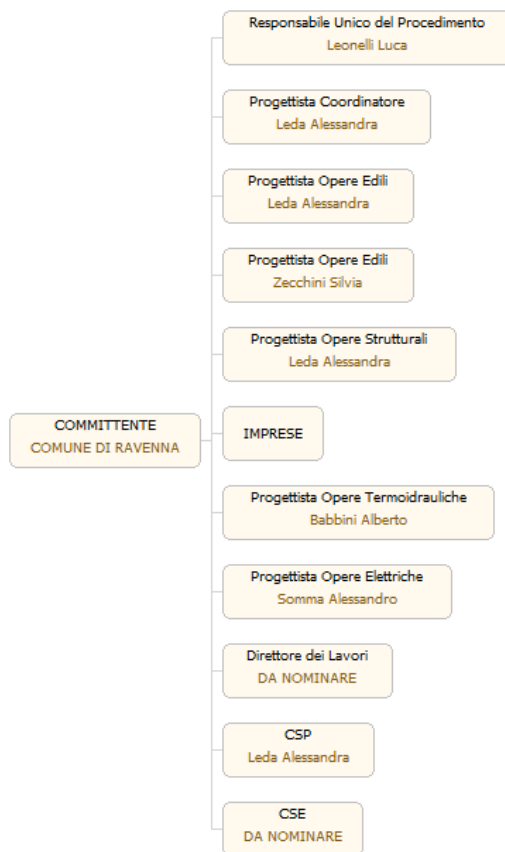 Responsabile Unico del Procedimento
Leonelli Luca
Progettista Coordinatore
Leda Alessandra
Progettista Opere Edili
Leda Alessandra
Progettista Opere Edili
Zecchini Silvia
Progettista Opere Strutturali
Leda Alessandra
COMMITTENTE
COMUNE DI RAVENNA
IMPRESE
Progettista Opere Termoidrauliche
Babbini Alberto
Progettista Opere Elettriche
Somma Alessandro
Direttore dei Lavori
DA NOMINARE
CSP
Leda Alessandra
CSE
DA NOMINARE